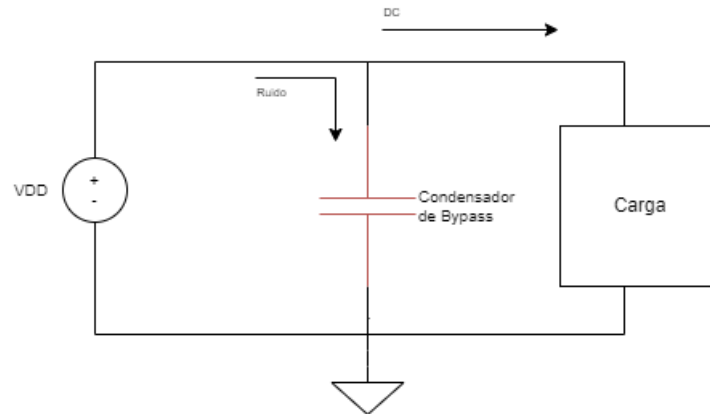 DC
Ruido
VDD
+
-
Condensador
de Bypass
Carga